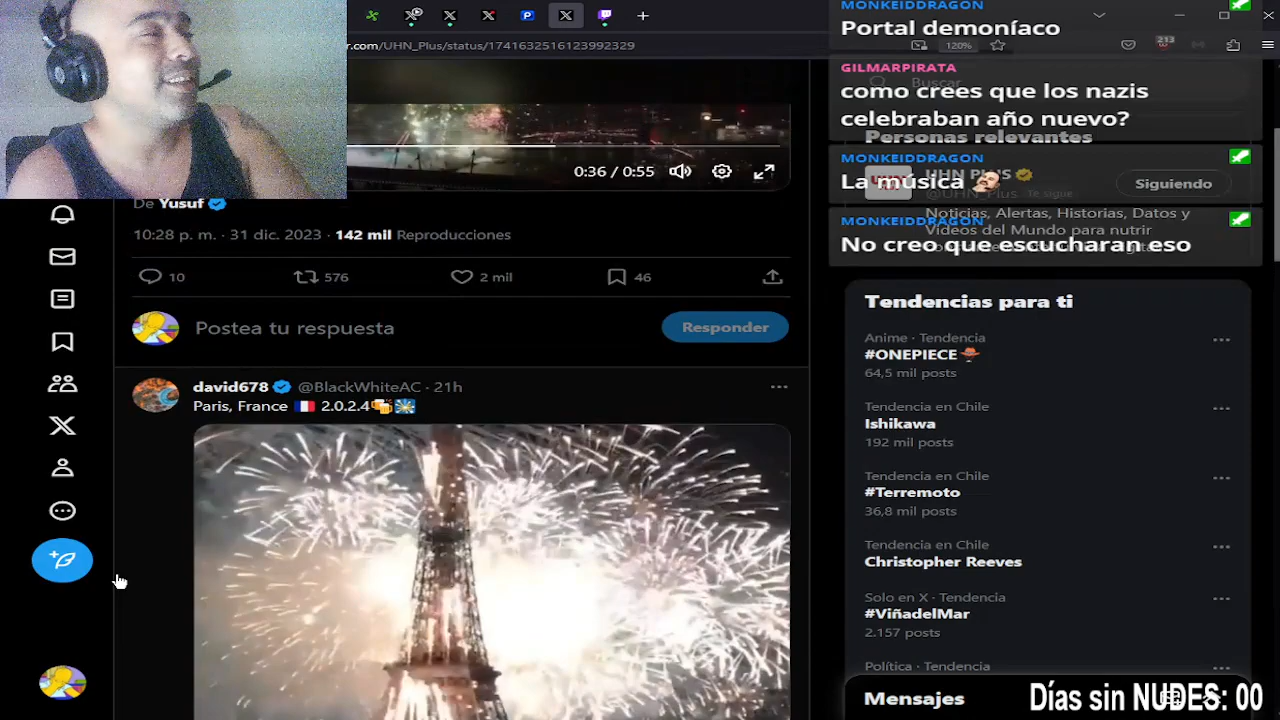 r.com/UHN_Plus/status/1741632516123992329
120%
213
0:36 / 0:55
De Yusuf
10:28 p. m. · 31 dic. 2023 · 142 mil Reproducciones
10
576
2 mil
46
Postea tu respuesta
Responder
david678 @BlackWhiteAC · 21h
Paris, France 🇫🇷 2.0.2.4🍻🎆
MONKEIDDRAGON
Portal demoníaco
GILMARPIRATA
Buscar
como crees que los nazis
celebraban año nuevo?
Personas relevantes
MONKEIDDRAGON
La música
UHN PLUS
@UHN_Plus Te sigue
Siguiendo
Noticias, Alertas, Historias, Datos y
Videos del Mundo para nutrir
MONKEIDDRAGON
No creo que escucharan eso
Tendencias para ti
Anime · Tendencia
#ONEPIECE
64,5 mil posts
Tendencia en Chile
Ishikawa
192 mil posts
Tendencia en Chile
#Terremoto
36,8 mil posts
Tendencia en Chile
Christopher Reeves
Solo en X · Tendencia
#ViñadelMar
2.157 posts
Política · Tendencia
Mensajes
Días sin NUDES: 00